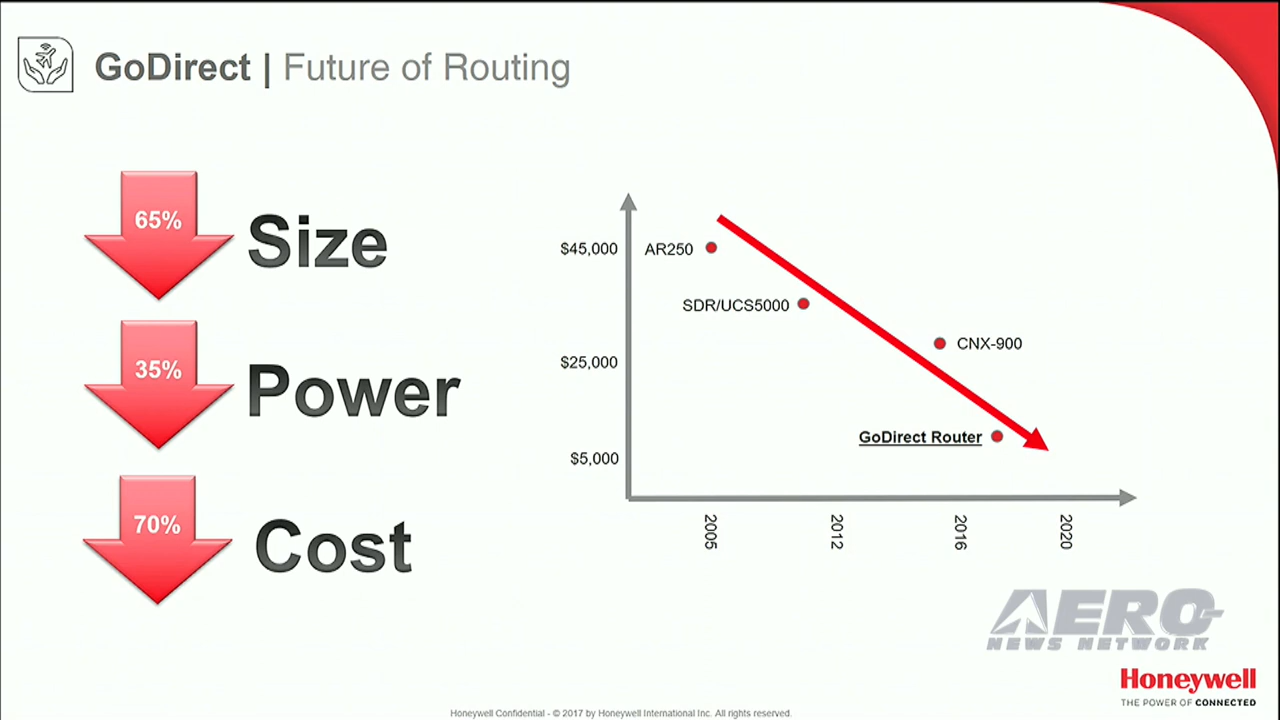 GoDirect | Future of Routing
65%
Size
35%
Power
70%
Cost
$45,000
$25,000
$5,000
AR250
SDR/UCS5000
CNX-900
GoDirect Router
2005
2012
2016
2020
AERO
NEWS NETWORK
Honeywell
THE POWER OF CONNECTED
Honeywell Confidential - © 2017 by Honeywell International Inc. All rights reserved.